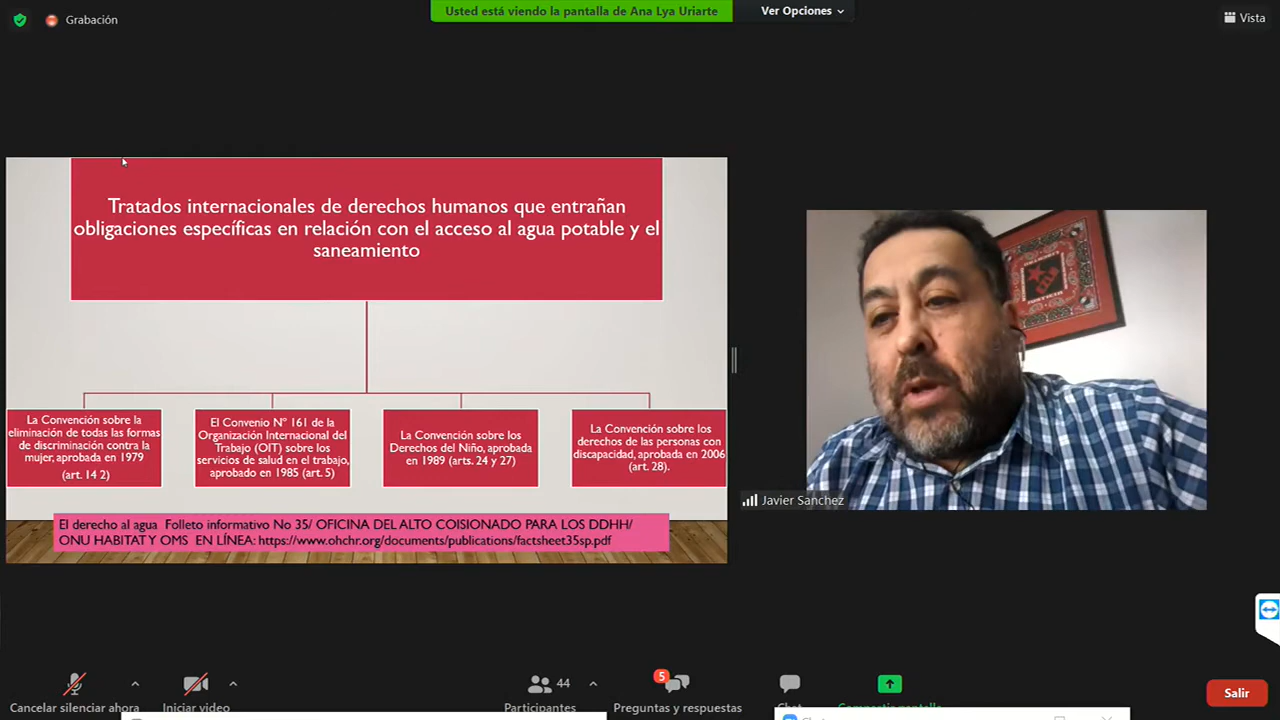 Grabación
Usted está viendo la pantalla de Ana Lya Uriarte
Ver Opciones
Vista
Tratados internacionales de derechos humanos que entrañan
obligaciones específicas en relación con el acceso al agua potable y el
saneamiento
La Convención sobre la
eliminación de todas las formas
de discriminación contra la
mujer, aprobada en 1979
(art. 14 2)
El Convenio Nº 161 de la
Organización Internacional del
Trabajo (OIT) sobre los
servicios de salud en el trabajo,
aprobado en 1985 (art. 5)
La Convención sobre los
Derechos del Niño, aprobada
en 1989 (arts. 24 y 27)
La Convención sobre los
derechos de las personas con
discapacidad, aprobada en 2006
(art. 28).
El derecho al agua Folleto informativo No 35/ OFICINA DEL ALTO COISIONADO PARA LOS DDHH/
ONU HABITAT Y OMS EN LÍNEA: https://www.ohchr.org/documents/publications/factsheet35sp.pdf
Javier Sanchez
Cancelar silenciar ahora
Iniciar video
44
Participantes
5
Preguntas y respuestas
Chat
Compartir pantalla
Salir
Chat